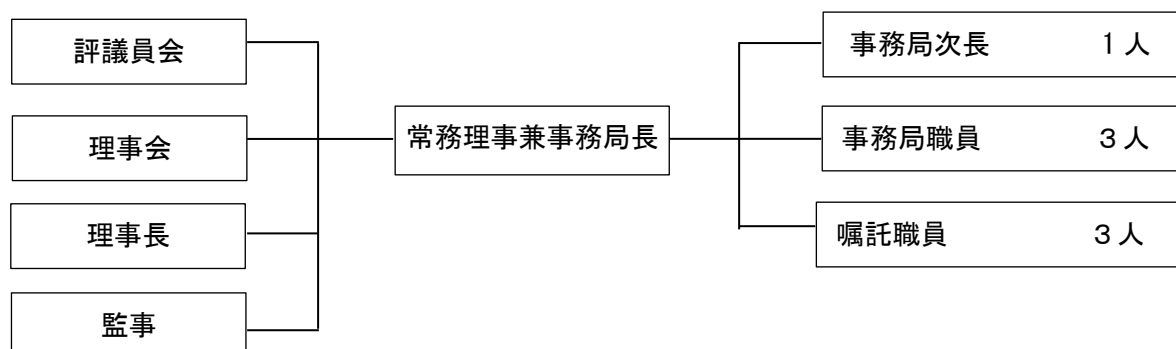 評議員会
理事会
理事長
監事
常務理事兼事務局長
事務局次長 1人
事務局職員 3人
嘱託職員 3人